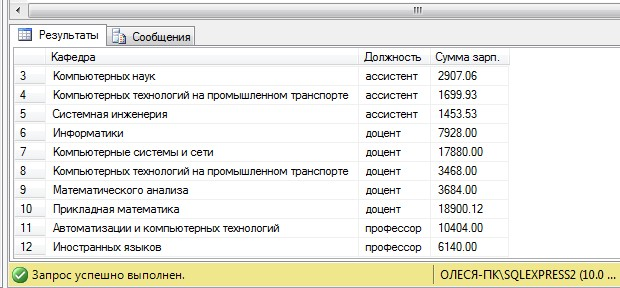 Результаты Сообщения
Кафедра Должность Сумма зарп.
3 Компьютерных наук ассистент 2907.06
4 Компьютерных технологий на промышленном транспорте ассистент 1699.93
5 Системная инженерия ассистент 1453.53
6 Информатики доцент 7928.00
7 Компьютерные системы и сети доцент 17880.00
8 Компьютерных технологий на промышленном транспорте доцент 3468.00
9 Математического анализа доцент 3684.00
10 Прикладная математика доцент 18900.12
11 Автоматизации и компьютерных технологий профессор 10404.00
12 Иностранных языков профессор 6140.00
Запрос успешно выполнен. ОЛЕСЯ-ПК\SQLEXPRESS2 (10.0 ...